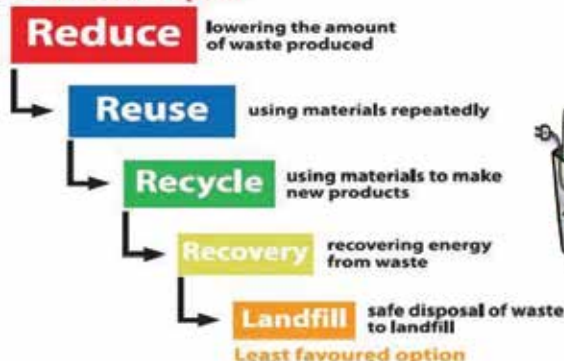 Reduce
lowering the amount
of waste produced
Reuse
using materials repeatedly
Recycle
using materials to make
new products
Recovery
recovering energy
from waste
Landfill
safe disposal of waste
to landfill
Least favoured option